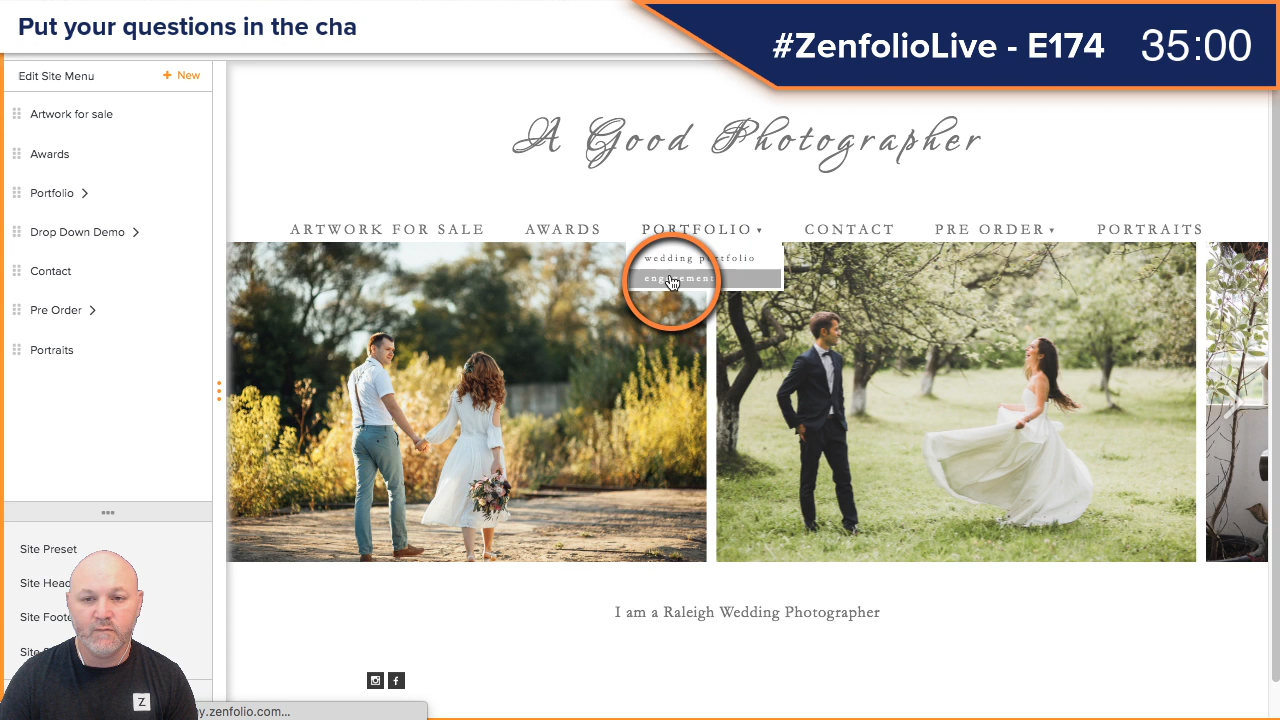 Put your questions in the cha
#ZenfolioLive - E174 35:00
Edit Site Menu + New
Artwork for sale
Awards
Portfolio
Drop Down Demo
Contact
Pre Order
Portraits
Site Preset
Site
Site
A Good Photographer
ARTWORK FOR SALE AWARDS PORTFOLIO CONTACT PRE ORDER PORTRAITS
wedding portfolio
engagement
I am a Raleigh Wedding Photographer
Z
y.zenfolio.com...